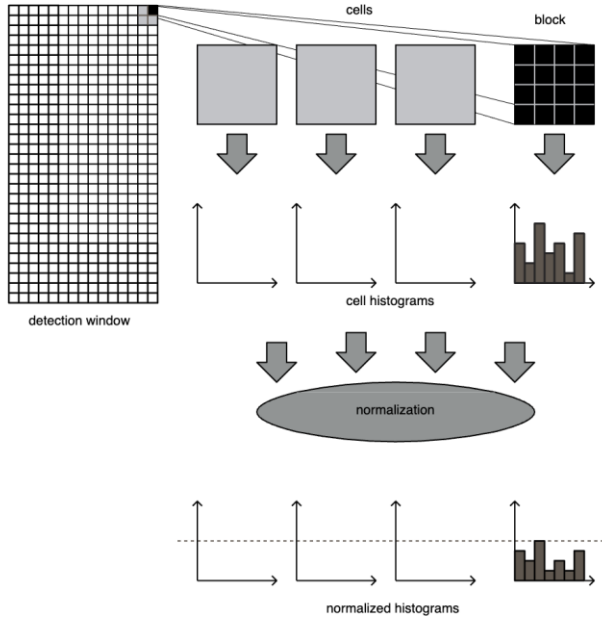 cells
block
detection window
cell histograms
normalization
normalized histograms